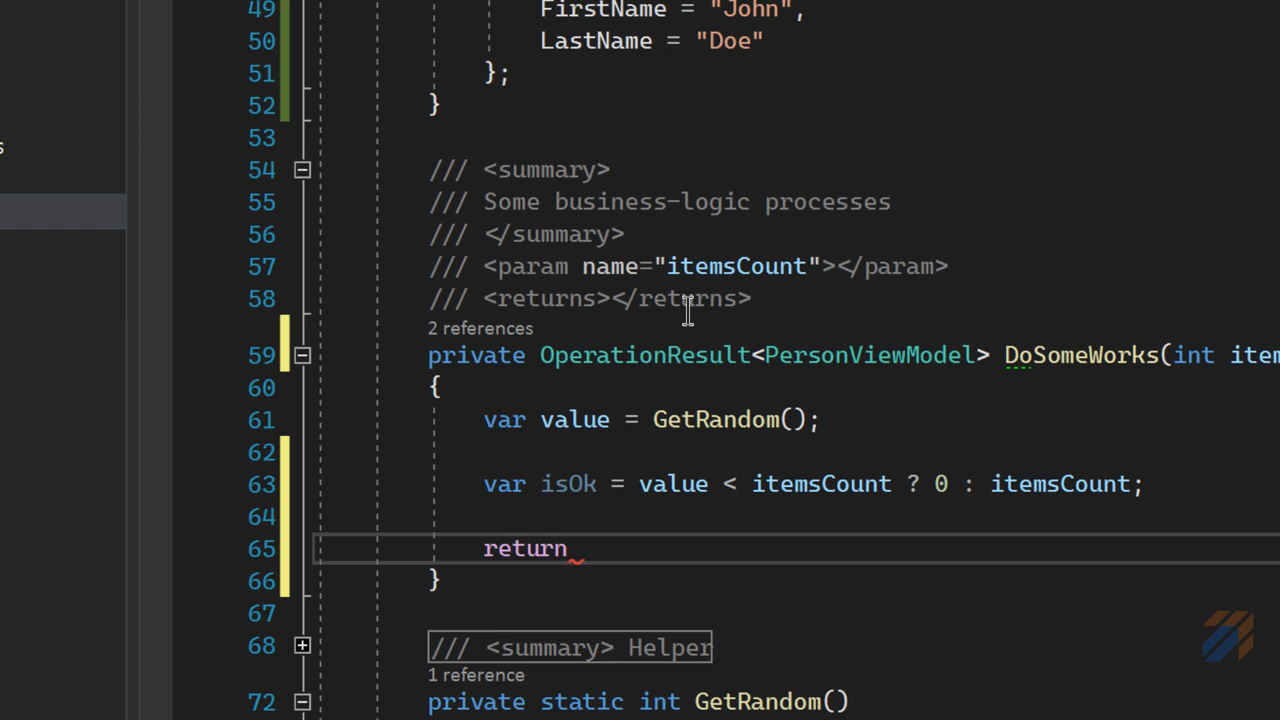 49 FirstName = "John",
50 LastName = "Doe"
51 };
52 }
53
54 /// <summary>
55 /// Some business-logic processes
56 /// </summary>
57 /// <param name="itemsCount"></param>
58 /// <returns></returns>
2 references
59 private OperationResult<PersonViewModel> DoSomeWorks(int item
60 {
61 var value = GetRandom();
62
63 var isOk = value < itemsCount ? 0 : itemsCount;
64
65 return
66 }
67
68 /// <summary> Helper
1 reference
72 private static int GetRandom()